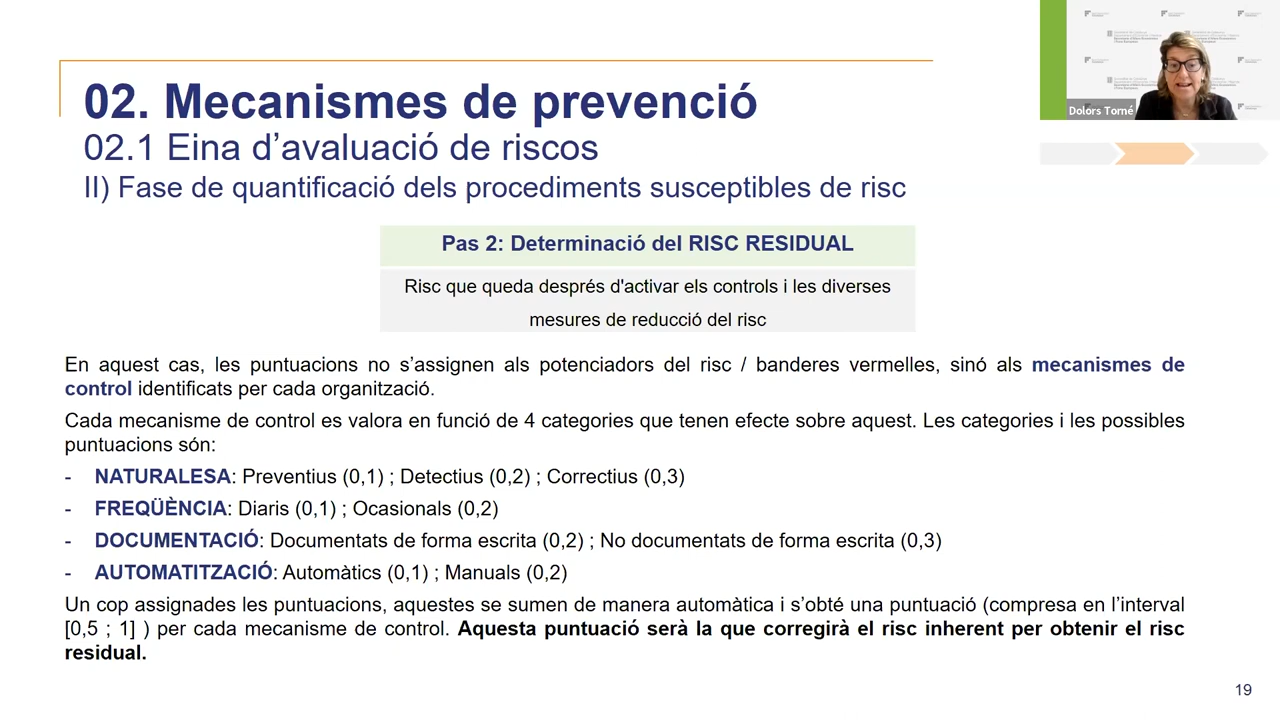 02. Mecanismes de prevenció
02.1 Eina d’avaluació de riscos
II) Fase de quantificació dels procediments susceptibles de risc
Dolors Torné
Pas 2: Determinació del RISC RESIDUAL
Risc que queda després d'activar els controls i les diverses
mesures de reducció del risc
En aquest cas, les puntuacions no s’assignen als potenciadors del risc / banderes vermelles, sinó als mecanismes de
control identificats per cada organització.
Cada mecanisme de control es valora en funció de 4 categories que tenen efecte sobre aquest. Les categories i les possibles
puntuacions són:
- NATURALESA: Preventius (0,1) ; Detectius (0,2) ; Correctius (0,3)
- FREQÜÈNCIA: Diaris (0,1) ; Ocasionals (0,2)
- DOCUMENTACIÓ: Documentats de forma escrita (0,2) ; No documentats de forma escrita (0,3)
- AUTOMATITZACIÓ: Automàtics (0,1) ; Manuals (0,2)
Un cop assignades les puntuacions, aquestes se sumen de manera automàtica i s’obté una puntuació (compresa en l’interval
[0,5 ; 1] ) per cada mecanisme de control. Aquesta puntuació serà la que corregirà el risc inherent per obtenir el risc
residual.
19